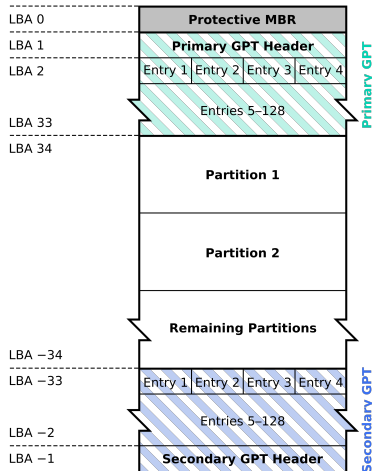 LBA 0
Protective MBR
LBA 1
Primary GPT Header
LBA 2
Entry 1 Entry 2 Entry 3 Entry 4
Entries 5–128
LBA 33
Primary GPT
LBA 34
Partition 1
Partition 2
Remaining Partitions
LBA −34
LBA −33
Entry 1 Entry 2 Entry 3 Entry 4
Entries 5–128
LBA −2
LBA −1
Secondary GPT Header
Secondary GPT